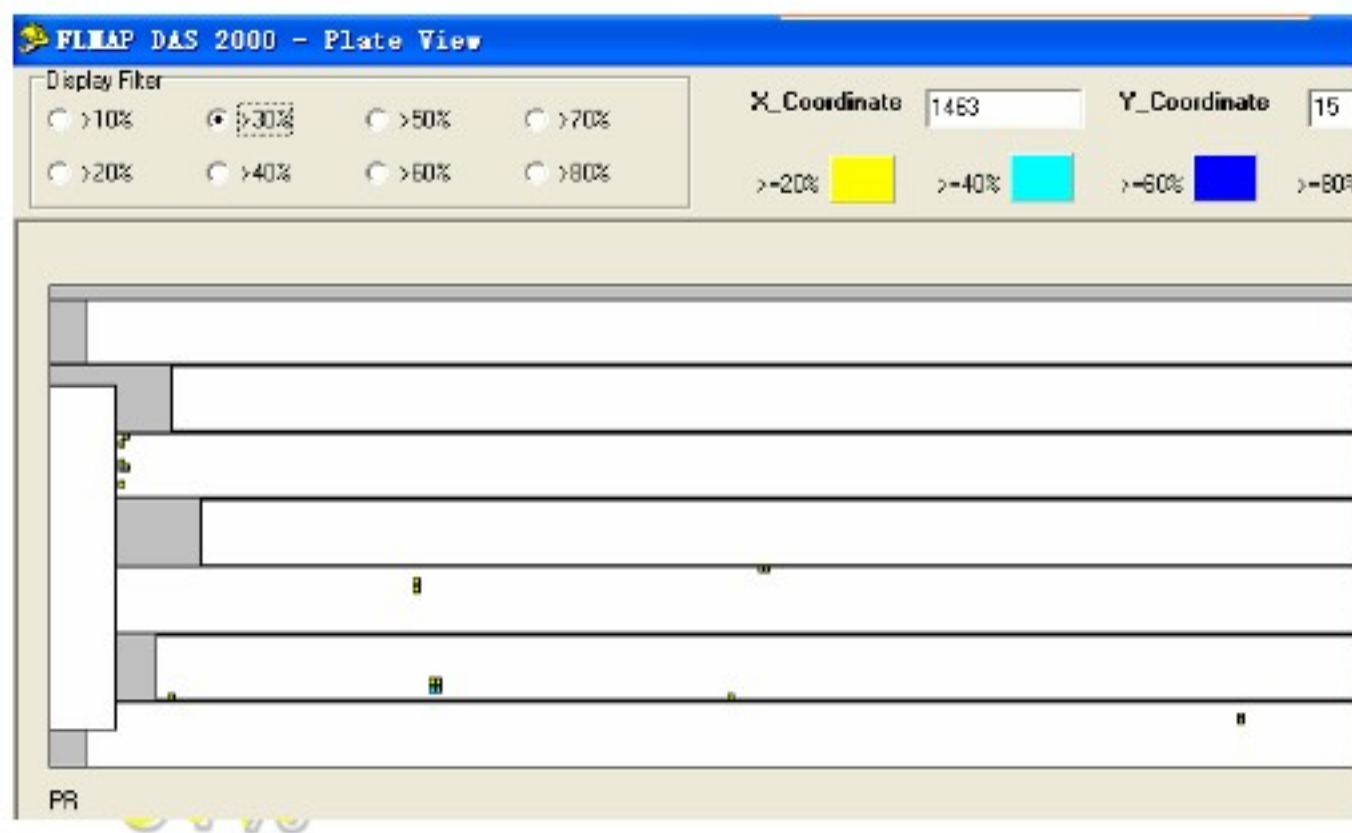 FLMAP DAS 2000 - Plate View
Display Filter
>10% >30% >50% >70%
X_Coordinate 1463 Y_Coordinate 15
>20% >40% >60% >80%
>=20% >=40% >=60% >=80%
PR